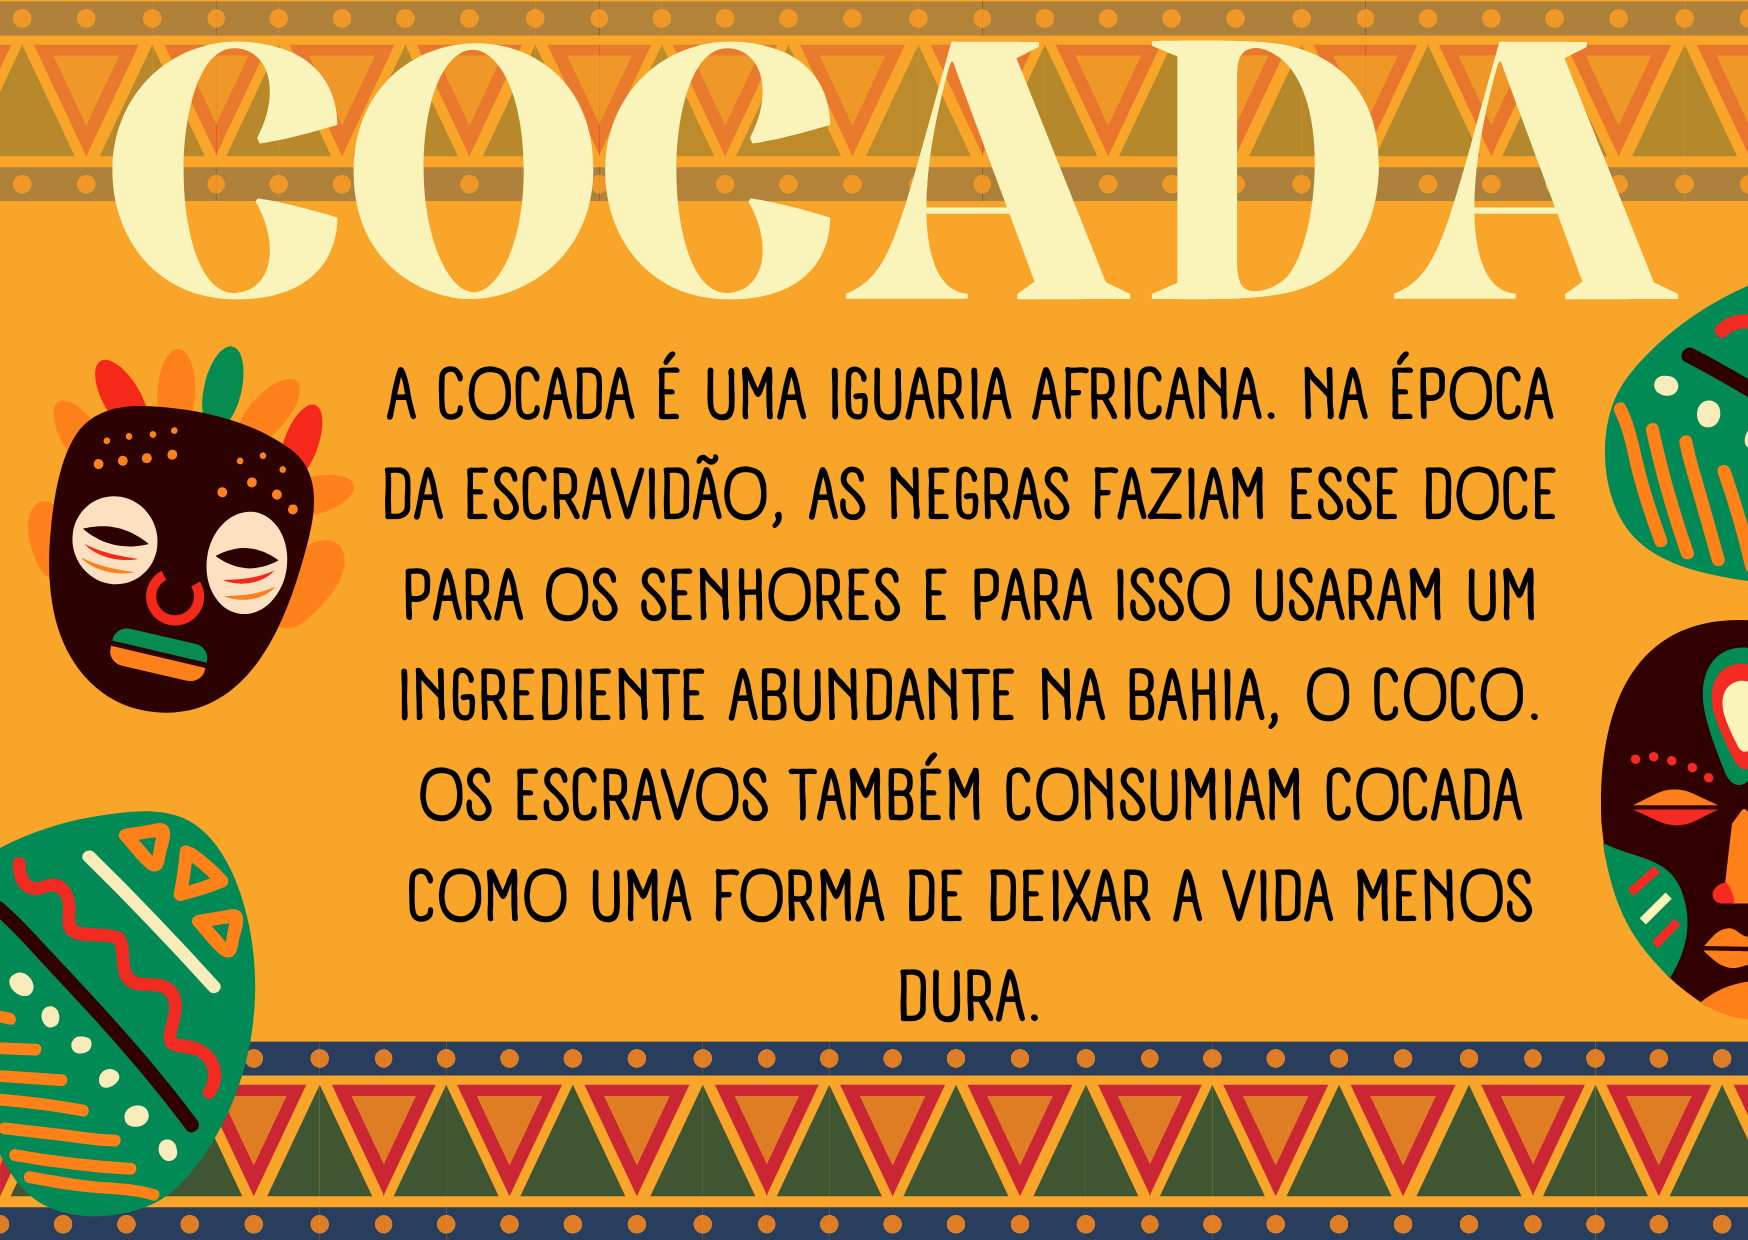 COCADA
A COCADA É UMA IGUARIA AFRICANA. NA ÉPOCA
DA ESCRAVIDÃO, AS NEGRAS FAZIAM ESSE DOCE
PARA OS SENHORES E PARA ISSO USARAM UM
INGREDIENTE ABUNDANTE NA BAHIA, O COCO.
OS ESCRAVOS TAMBÉM CONSUMIAM COCADA
COMO UMA FORMA DE DEIXAR A VIDA MENOS
DURA.